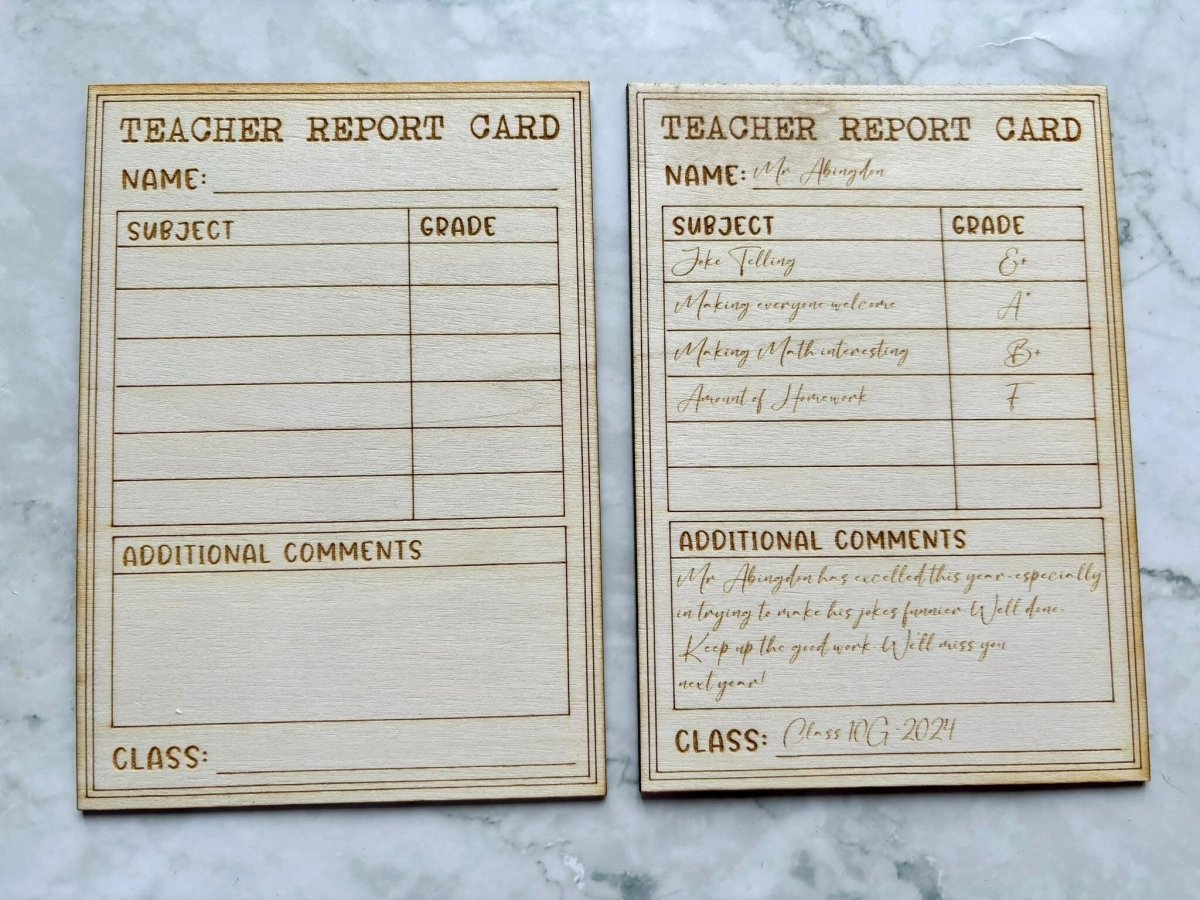 TEACHER REPORT CARD
NAME:
SUBJECT GRADE
ADDITIONAL COMMENTS
CLASS:
TEACHER REPORT CARD
NAME: Mr Abingdon
SUBJECT GRADE
Joke Telling E+
Making everyone welcome A*
Making Math interesting B+
Amount of Homework F
ADDITIONAL COMMENTS
Mr Abingdon has excelled this year-especially
in trying to make his jokes funnier Well done.
Keep up the good work We'll miss you
next year!
CLASS: Class 10G-2024